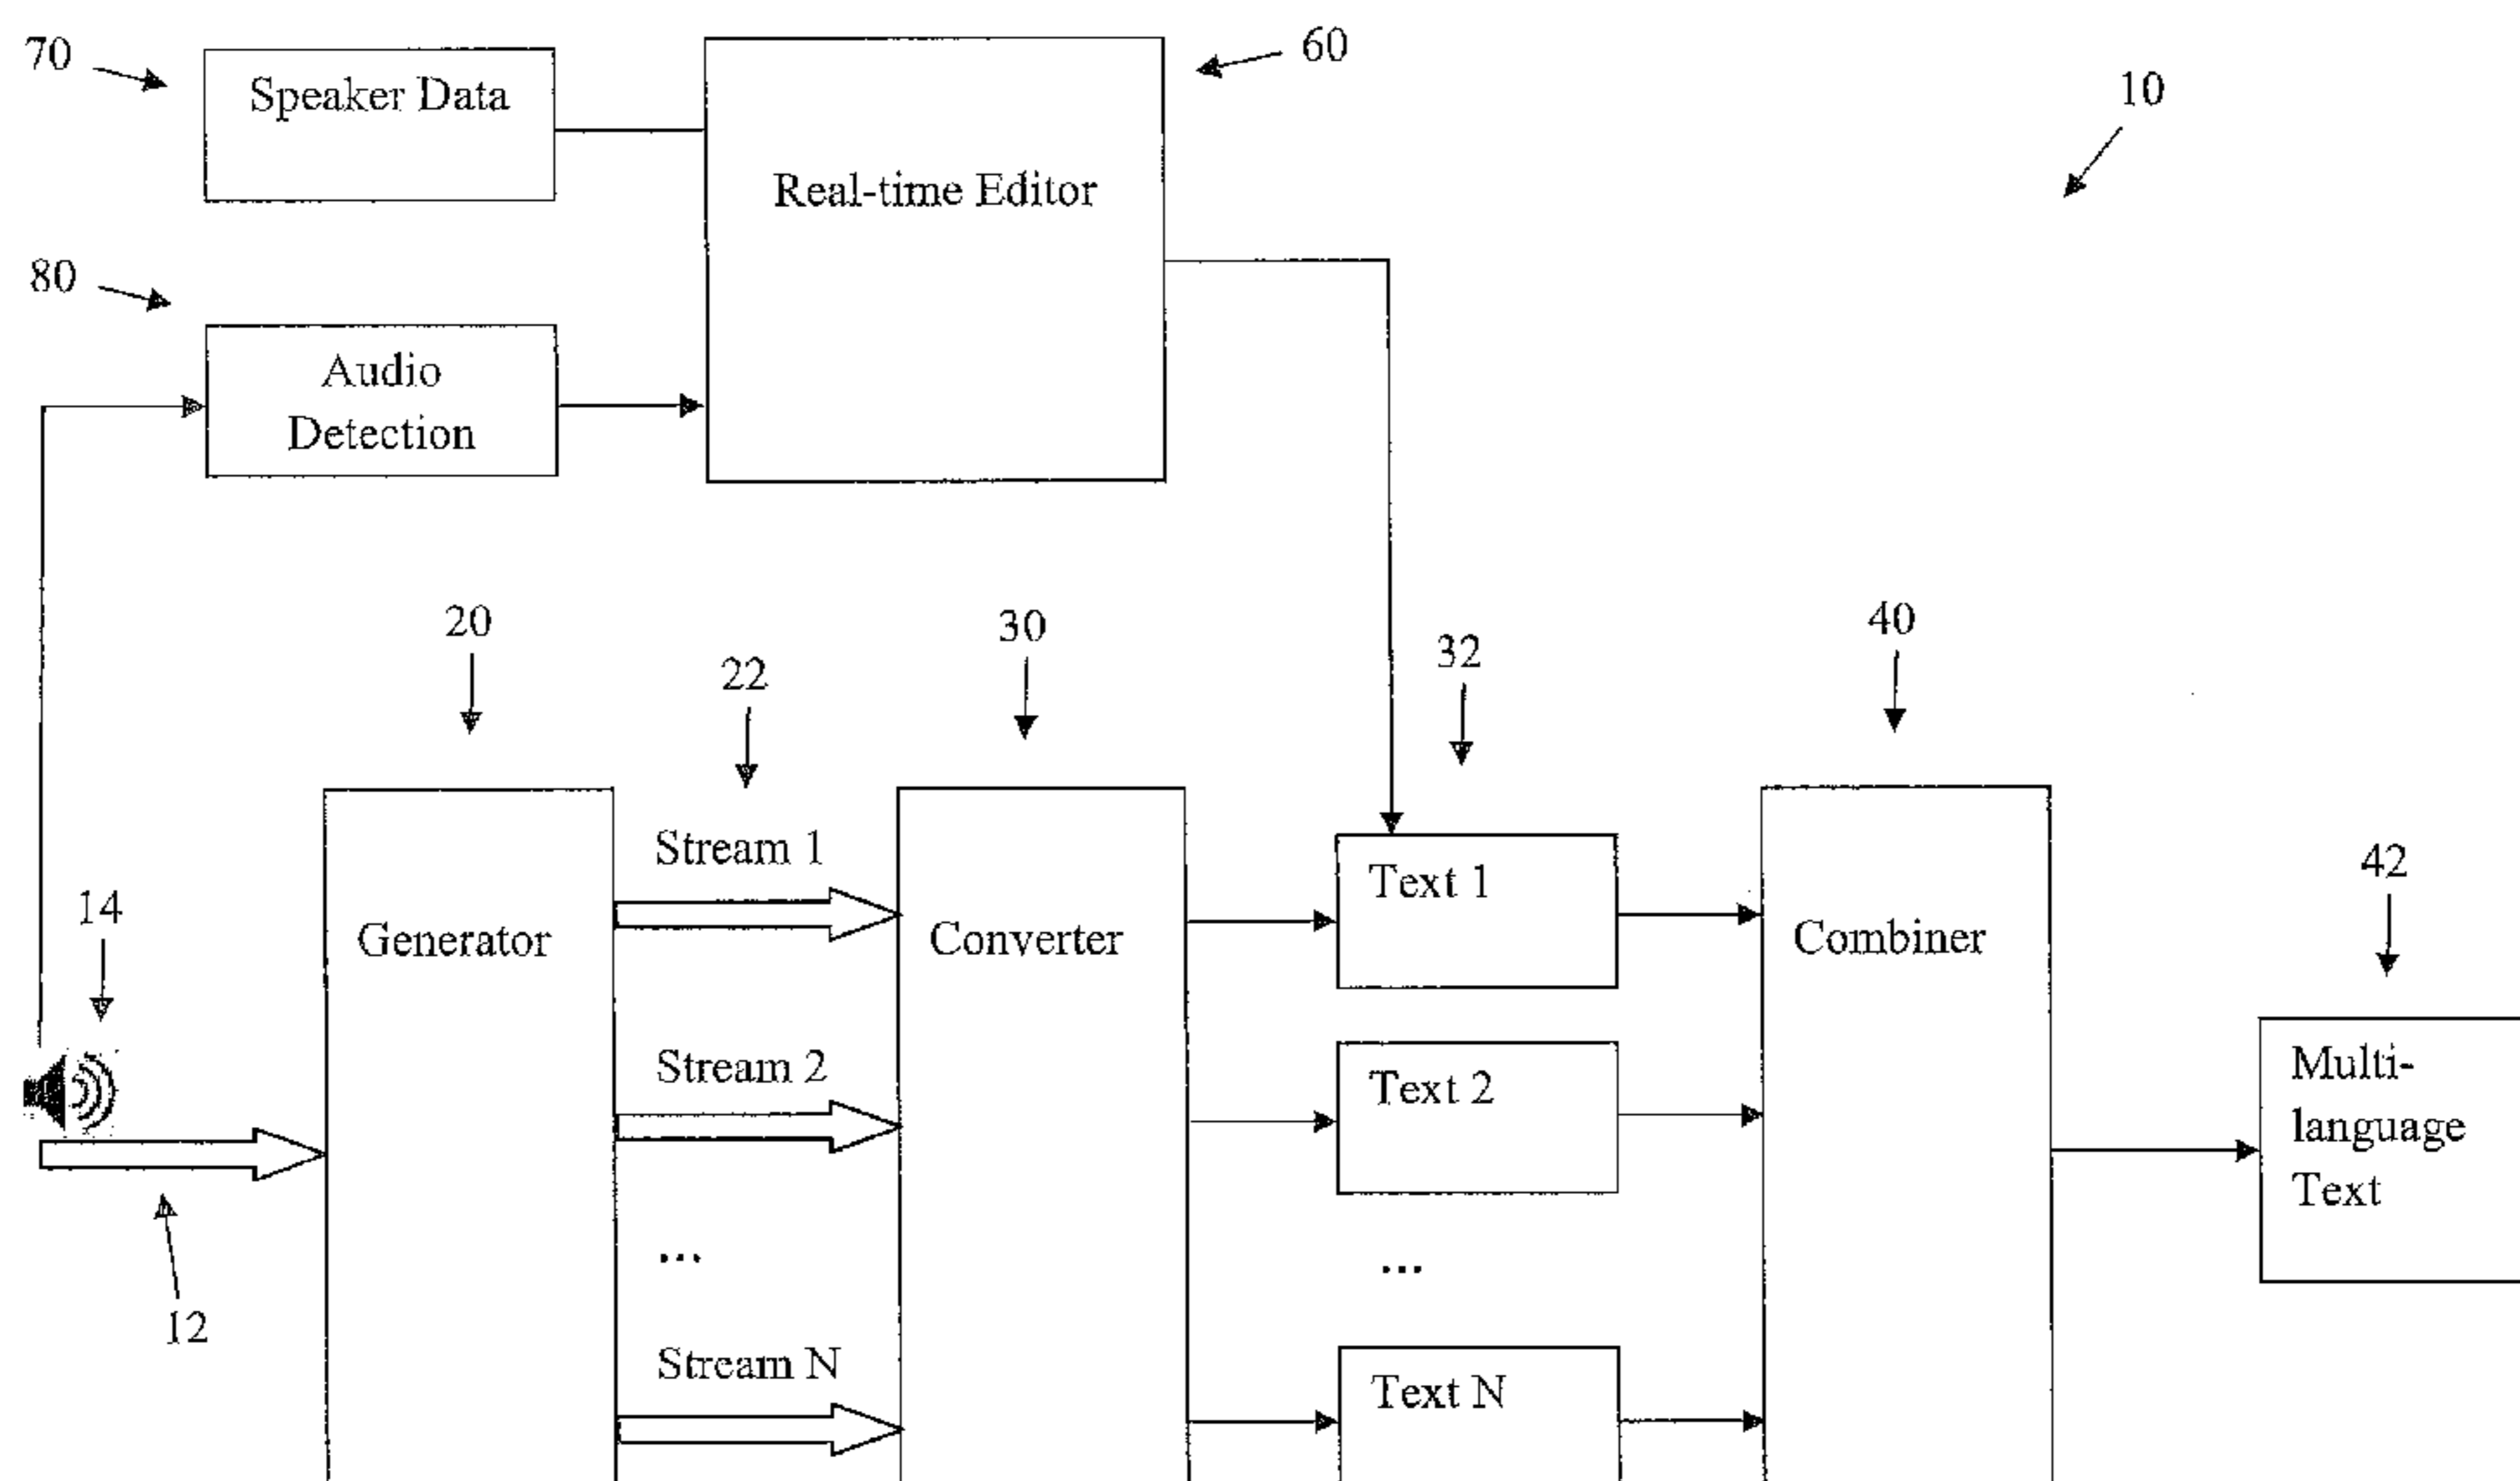 70
Speaker Data
60
Real-time Editor
10
80
Audio
Detection
20
22
30
32
40
42
14
Stream 1
Text 1
Generator
Converter
Combiner
Stream 2
Text 2
Multi-
language
Text
...
...
12
Stream N
Text N